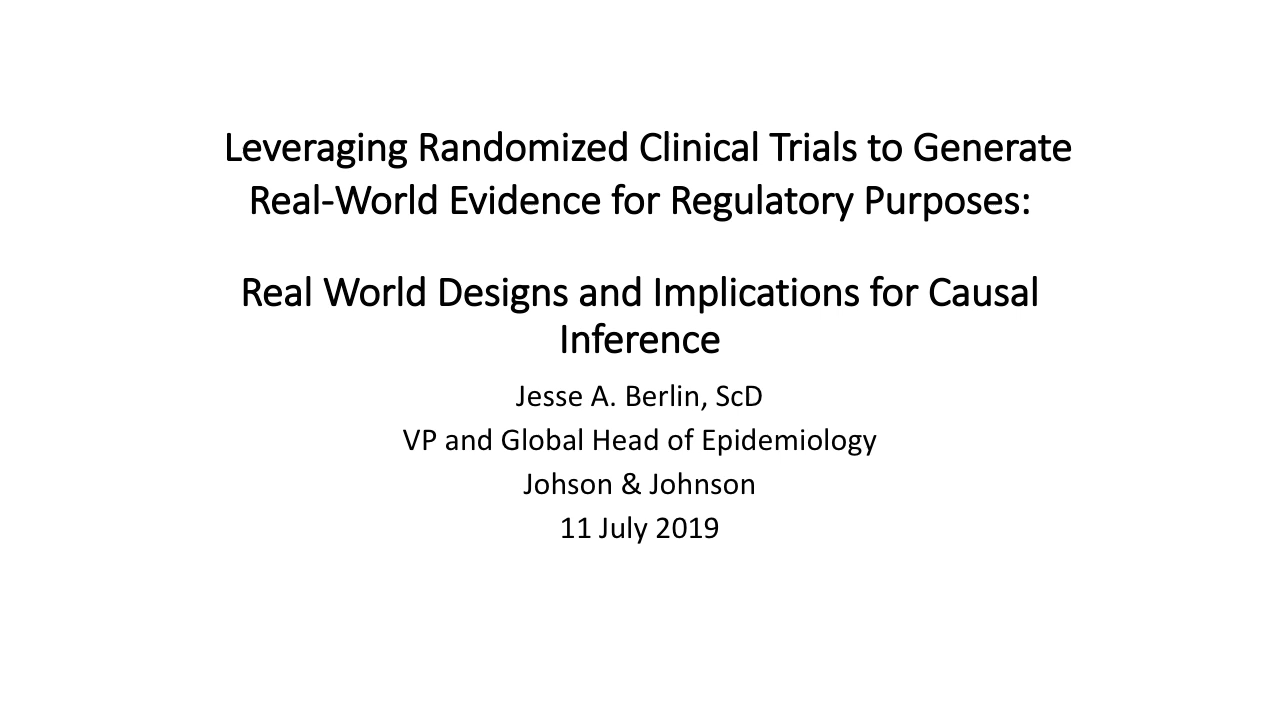 Leveraging Randomized Clinical Trials to Generate
Real-World Evidence for Regulatory Purposes:
Real World Designs and Implications for Causal
Inference
Jesse A. Berlin, ScD
VP and Global Head of Epidemiology
Johson & Johnson
11 July 2019